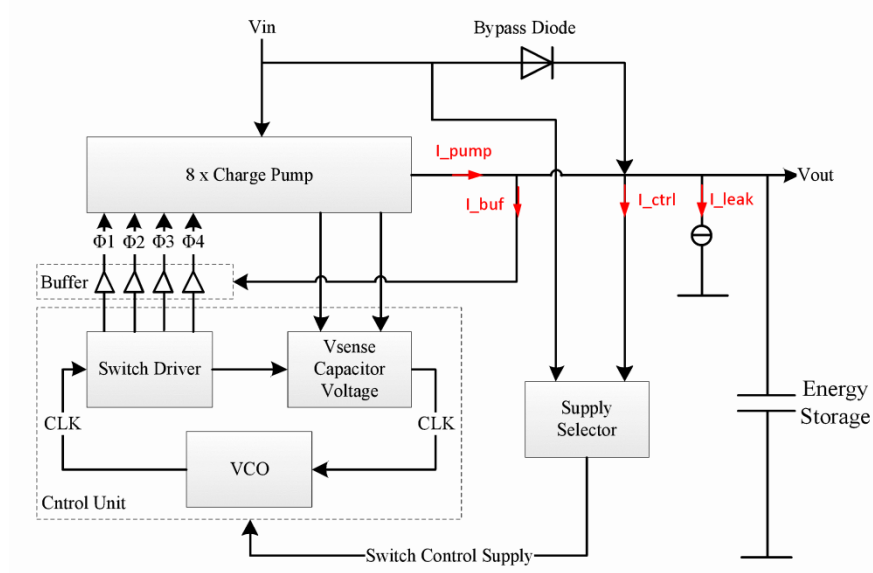 Vin
Bypass Diode
8 x Charge Pump
I_pump
Vout
I_buf
I_ctrl
I_leak
Φ1
Φ2
Φ3
Φ4
Buffer
Switch Driver
Vsense
Capacitor
Voltage
Supply
Selector
Energy
Storage
CLK
CLK
VCO
Cntrol Unit
Switch Control Supply